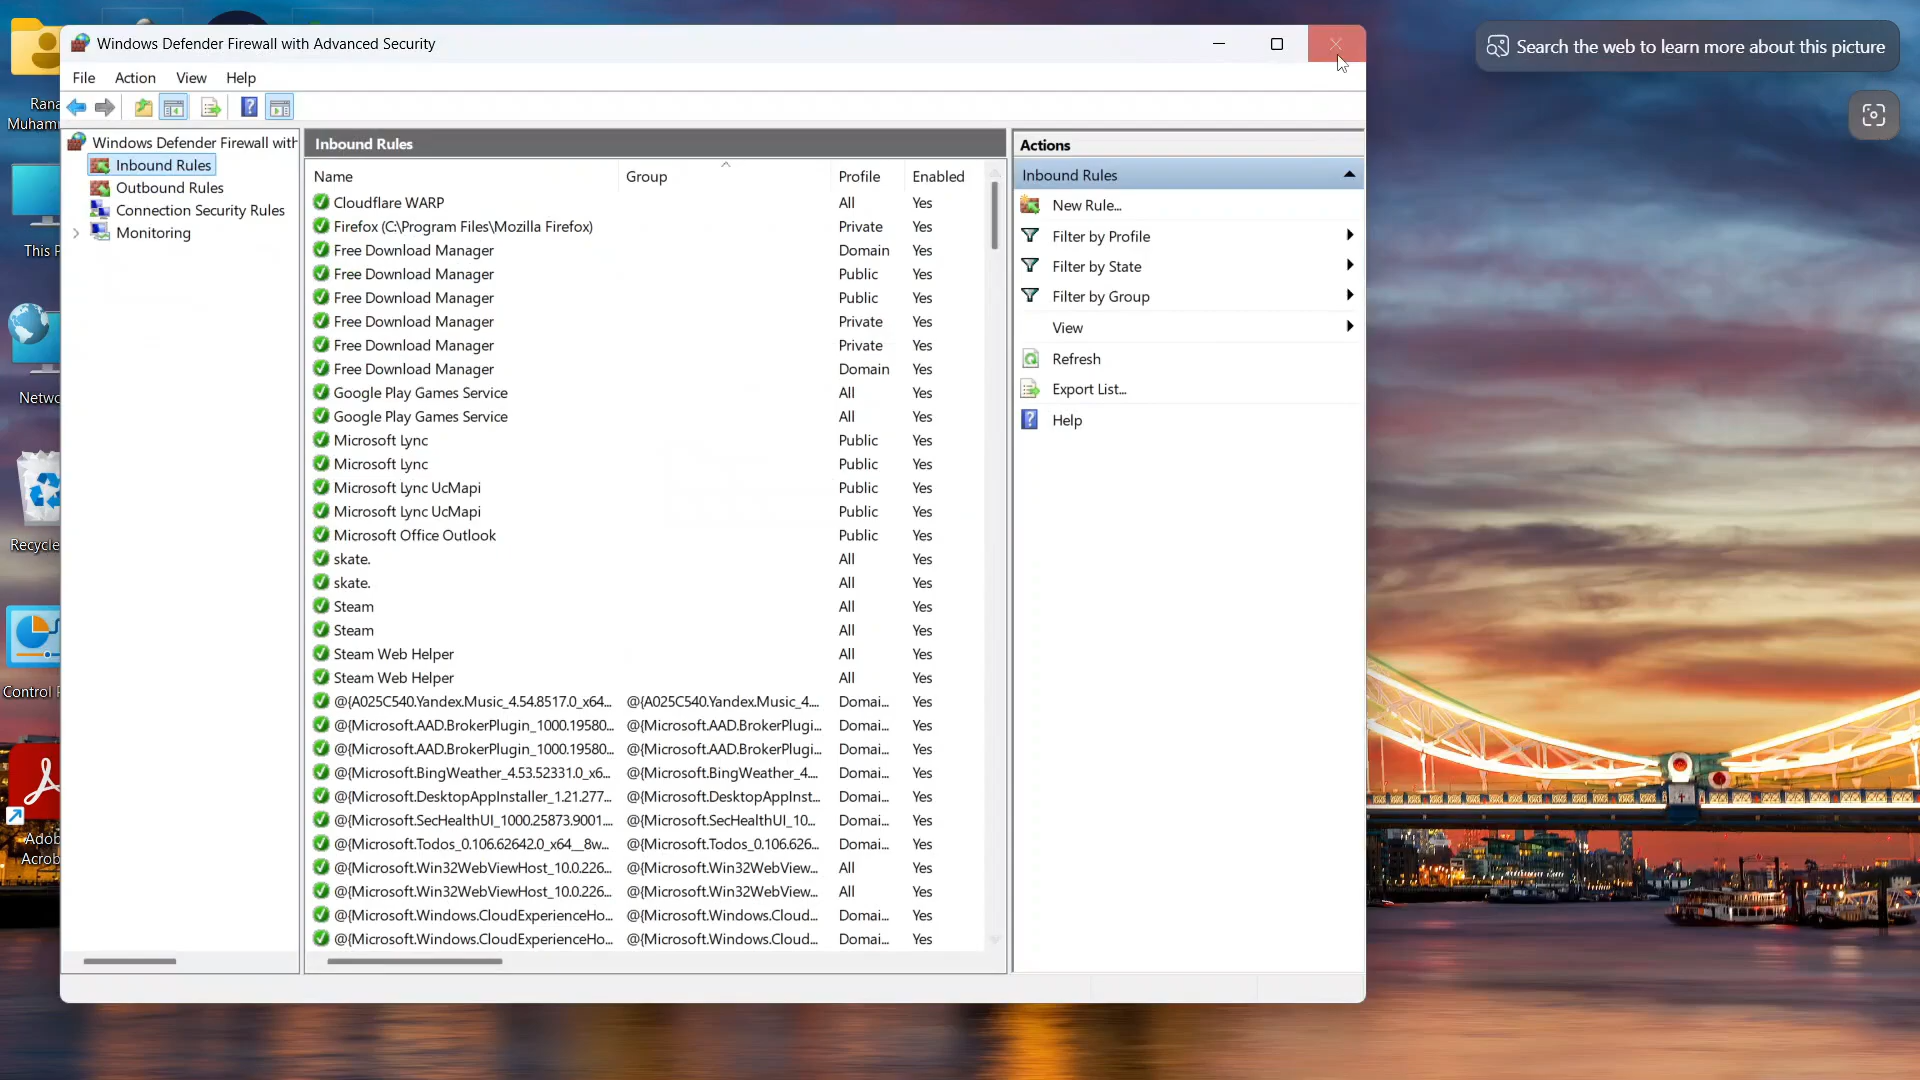 Windows Defender Firewall with Advanced Security
Search the web to learn more about this picture
File Action View Help
Rana
Muham
This P
Netwo
Recycle
Control P
Adob
Acrob
Windows Defender Firewall with
Inbound Rules
Outbound Rules
Connection Security Rules
Monitoring
Inbound Rules
Name Group Profile Enabled
Cloudflare WARP All Yes
Firefox (C:\Program Files\Mozilla Firefox) Private Yes
Free Download Manager Domain Yes
Free Download Manager Public Yes
Free Download Manager Public Yes
Free Download Manager Private Yes
Free Download Manager Private Yes
Free Download Manager Domain Yes
Google Play Games Service All Yes
Google Play Games Service All Yes
Microsoft Lync Public Yes
Microsoft Lync Public Yes
Microsoft Lync UcMapi Public Yes
Microsoft Lync UcMapi Public Yes
Microsoft Office Outlook Public Yes
skate. All Yes
skate. All Yes
Steam All Yes
Steam All Yes
Steam Web Helper All Yes
Steam Web Helper All Yes
@{A025C540.Yandex.Music_4.54.8517.0_x64... @{A025C540.Yandex.Music_4.... Domai... Yes
@{Microsoft.AAD.BrokerPlugin_1000.19580... @{Microsoft.AAD.BrokerPlugi... Domai... Yes
@{Microsoft.AAD.BrokerPlugin_1000.19580... @{Microsoft.AAD.BrokerPlugi... Domai... Yes
@{Microsoft.BingWeather_4.53.52331.0_x6... @{Microsoft.BingWeather_4.... Domai... Yes
@{Microsoft.DesktopAppInstaller_1.21.277... @{Microsoft.DesktopAppInst... Domai... Yes
@{Microsoft.SecHealthUI_1000.25873.9001.... @{Microsoft.SecHealthUI_10... Domai... Yes
@{Microsoft.Todos_0.106.62642.0_x64__8w... @{Microsoft.Todos_0.106.626... Domai... Yes
@{Microsoft.Win32WebViewHost_10.0.226... @{Microsoft.Win32WebView... All Yes
@{Microsoft.Win32WebViewHost_10.0.226... @{Microsoft.Win32WebView... All Yes
@{Microsoft.Windows.CloudExperienceHo... @{Microsoft.Windows.Cloud... Domai... Yes
@{Microsoft.Windows.CloudExperienceHo... @{Microsoft.Windows.Cloud... Domai... Yes
Actions
Inbound Rules
New Rule...
Filter by Profile
Filter by State
Filter by Group
View
Refresh
Export List...
Help